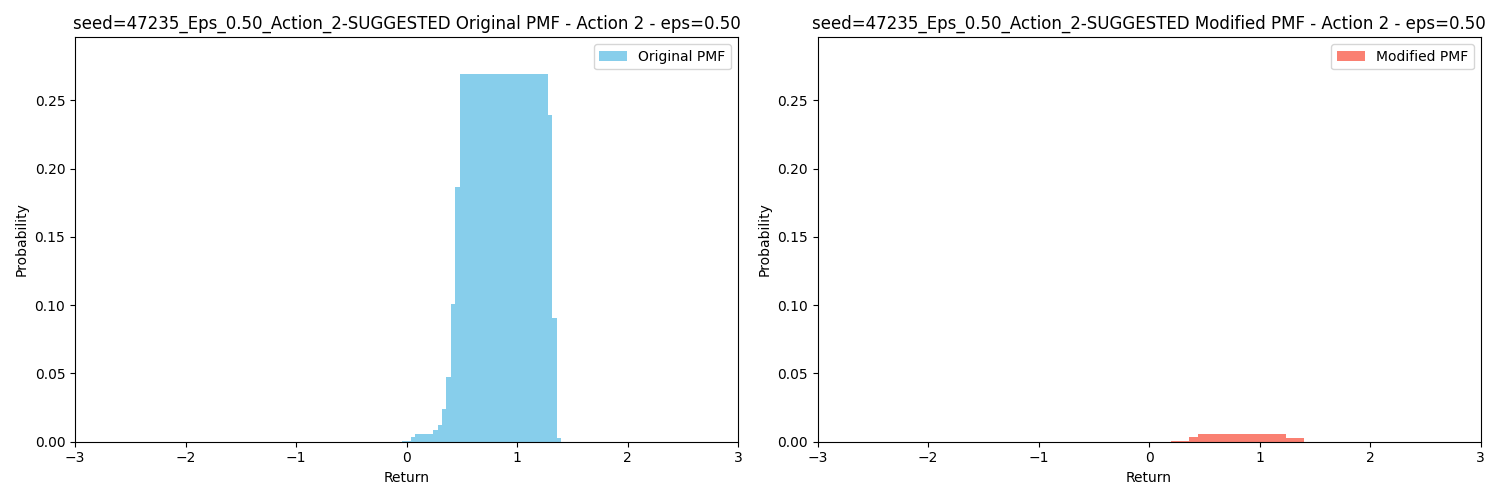 seed=47235_Eps_0.50_Action_2-SUGGESTED Original PMF - Action 2 - eps=0.50
Original PMF
0.25
0.20
0.15
0.10
0.05
0.00
Probability
−3 −2 −1 0 1 2 3
Return
seed=47235_Eps_0.50_Action_2-SUGGESTED Modified PMF - Action 2 - eps=0.50
Modified PMF
0.25
0.20
0.15
0.10
0.05
0.00
Probability
−3 −2 −1 0 1 2 3
Return